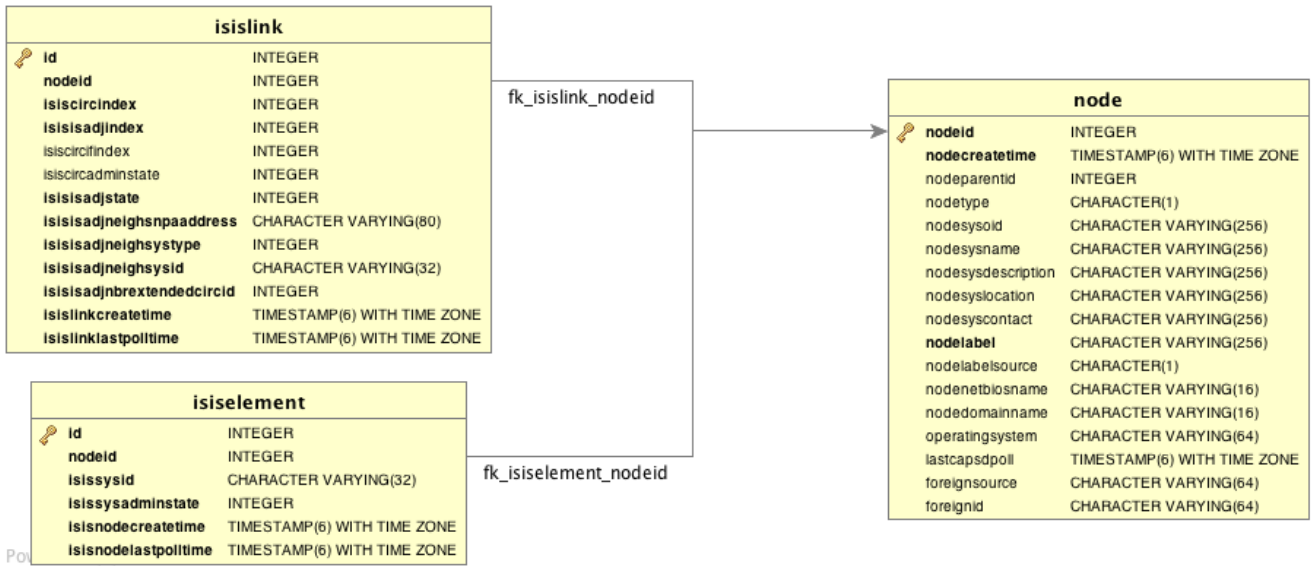 isislink
id INTEGER
nodeid INTEGER
isiscircindex INTEGER
isisisadjindex INTEGER
isiscircifindex INTEGER
isiscircadminstate INTEGER
isisisadjstate INTEGER
isisisadjneighsnpaaddress CHARACTER VARYING(80)
isisisadjneighsystype INTEGER
isisisadjneighsysid CHARACTER VARYING(32)
isisisadjnbrextendedcircid INTEGER
isislinkcreatetime TIMESTAMP(6) WITH TIME ZONE
isislinklastpolltime TIMESTAMP(6) WITH TIME ZONE
fk_isislink_nodeid
isiselement
id INTEGER
nodeid INTEGER
isissysid CHARACTER VARYING(32)
isissysadminstate INTEGER
isisnodecreatetime TIMESTAMP(6) WITH TIME ZONE
isisnodelastpolltime TIMESTAMP(6) WITH TIME ZONE
fk_isiselement_nodeid
node
nodeid INTEGER
nodecreatetime TIMESTAMP(6) WITH TIME ZONE
nodeparentid INTEGER
nodetype CHARACTER(1)
nodesysoid CHARACTER VARYING(256)
nodesysname CHARACTER VARYING(256)
nodesysdescription CHARACTER VARYING(256)
nodesyslocation CHARACTER VARYING(256)
nodesyscontact CHARACTER VARYING(256)
nodelabel CHARACTER VARYING(256)
nodelabelsource CHARACTER(1)
nodenetbiosname CHARACTER VARYING(16)
nodedomainname CHARACTER VARYING(16)
operatingsystem CHARACTER VARYING(64)
lastcapsdpoll TIMESTAMP(6) WITH TIME ZONE
foreignsource CHARACTER VARYING(64)
foreignid CHARACTER VARYING(64)